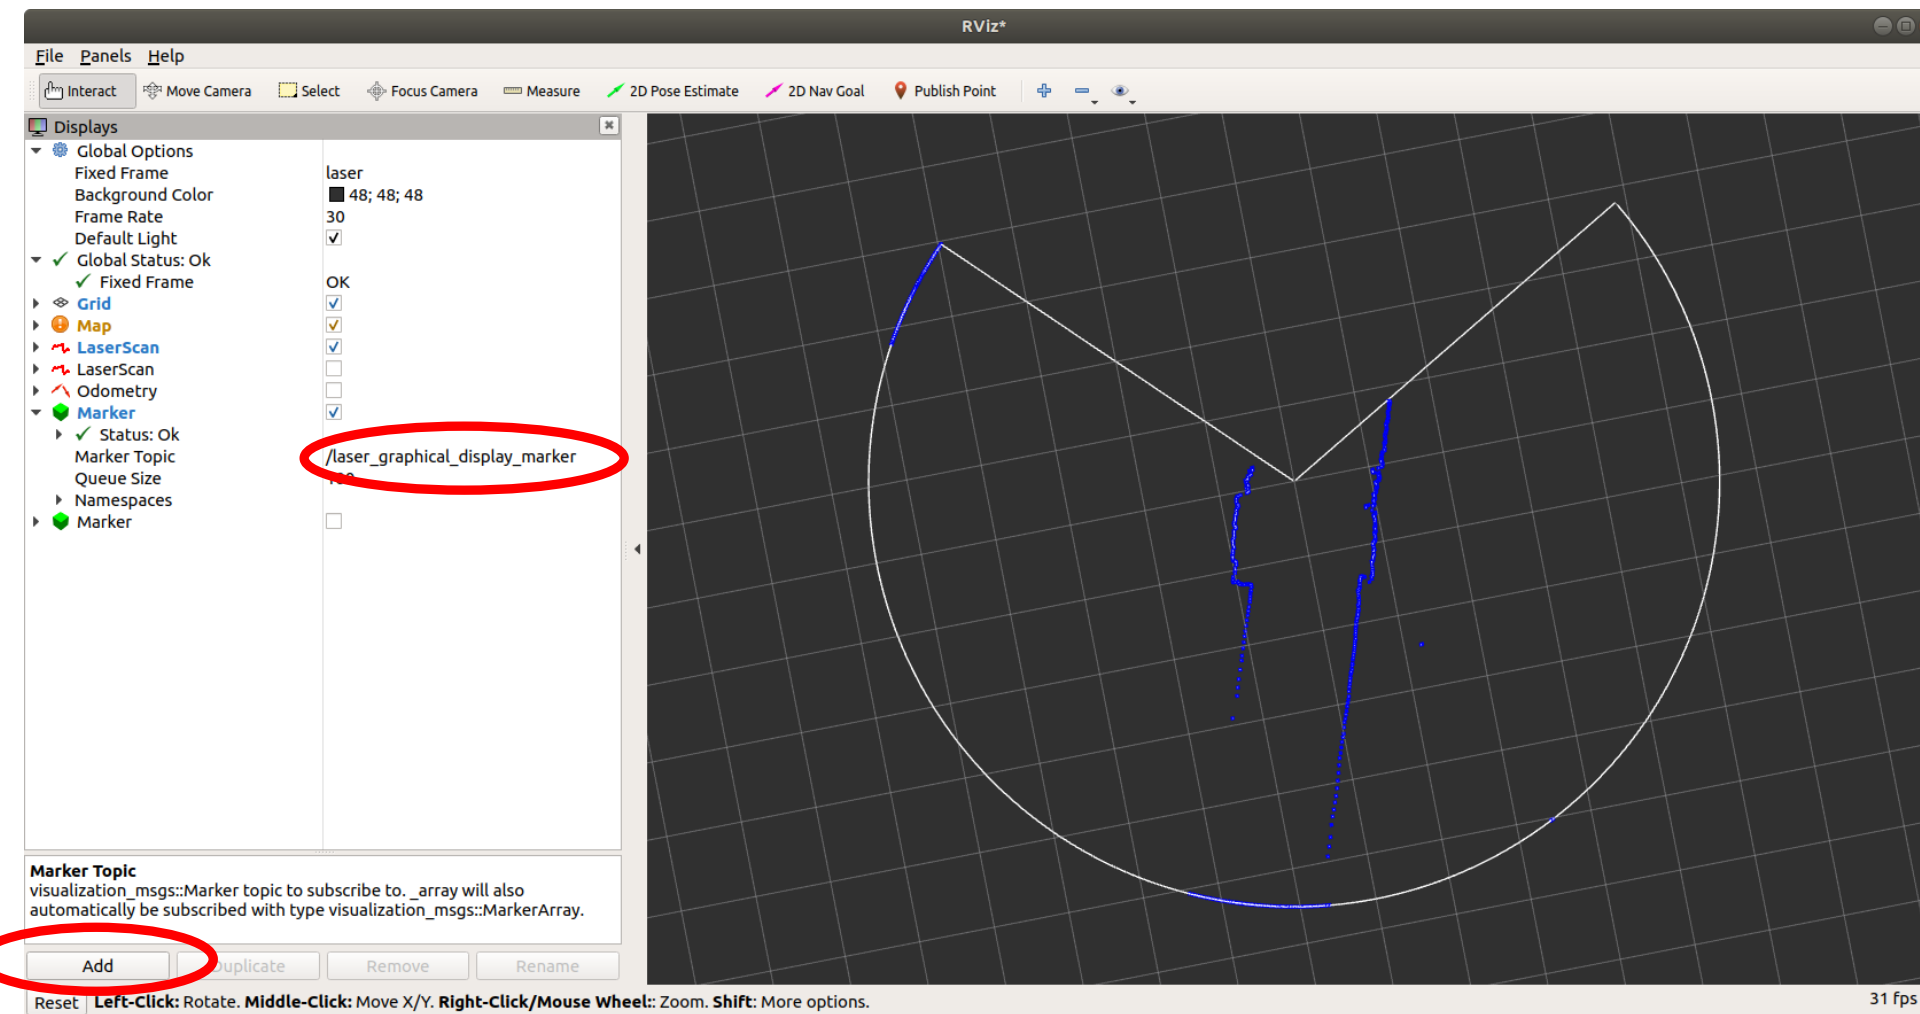 RViz*
File Panels Help
Interact Move Camera Select Focus Camera Measure 2D Pose Estimate 2D Nav Goal Publish Point
Displays
Global Options
Fixed Frame laser
Background Color 48; 48; 48
Frame Rate 30
Default Light
Global Status: Ok
Fixed Frame OK
Grid
Map
LaserScan
LaserScan
Odometry
Marker
Status: Ok
Marker Topic /laser_graphical_display_marker
Queue Size
Namespaces
Marker
Marker Topic
visualization_msgs::Marker topic to subscribe to. _array will also
automatically be subscribed with type visualization_msgs::MarkerArray.
Add Duplicate Remove Rename
Reset Left-Click: Rotate. Middle-Click: Move X/Y. Right-Click/Mouse Wheel:: Zoom. Shift: More options. 31 fps